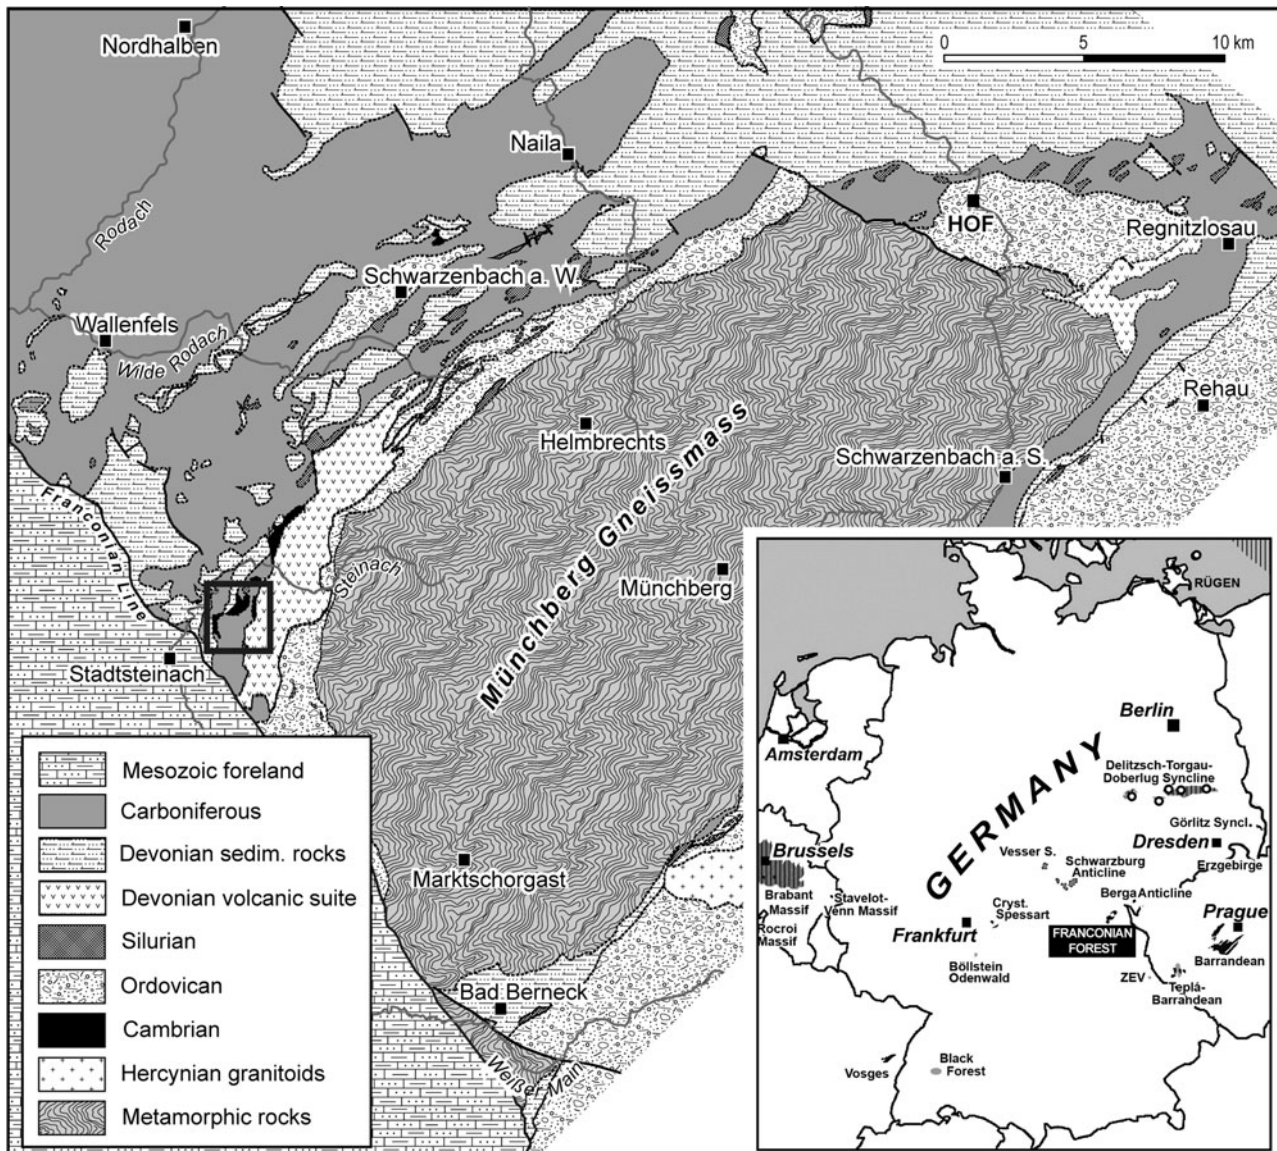 Nordhalben
0 5 10 km
Naila
Rodach
HOF
Regnitzlosau
Schwarzenbach a. W.
Wallenfels
Wilde Rodach
Rehau
Helmbrechts
Schwarzenbach a. S.
Franconian Line
Münchberg Gneissmass
Steinach
Münchberg
Stadtsteinach
Marktschorgast
Bad Berneck
Weißer Main
Mesozoic foreland
Carboniferous
Devonian sedim. rocks
Devonian volcanic suite
Silurian
Ordovican
Cambrian
Hercynian granitoids
Metamorphic rocks
RÜGEN
Berlin
Amsterdam
GERMANY
Delitzsch-Torgau-
Doberlug Syncline
Görlitz Syncl.
Brussels
Dresden
Vesser S.
Schwarzburg
Anticline
Erzgebirge
Brabant
Massif
Stavelot-
Venn Massif
Berga Anticline
Cryst.
Spessart
Prague
Rocroi
Massif
Frankfurt
FRANCONIAN
FOREST
Barrandean
Böllstein
Odenwald
ZEV
Teplá-
Barrandean
Vosges
Black
Forest